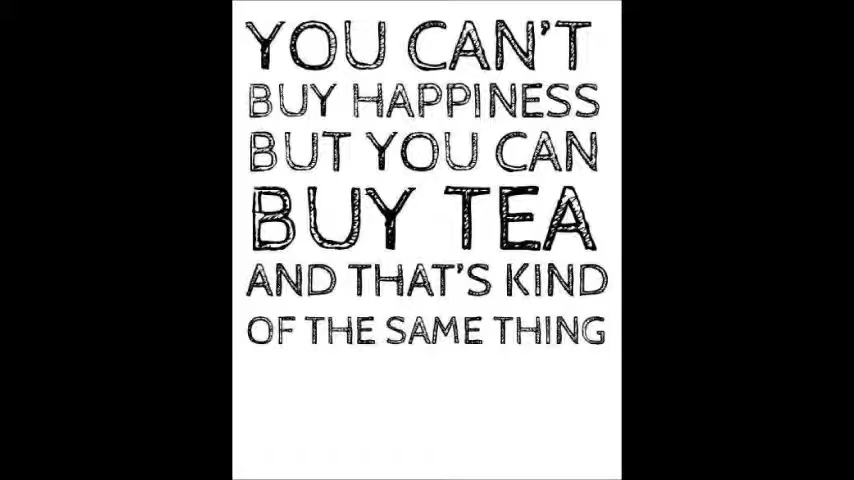 YOU CAN'T
BUY HAPPINESS
BUT YOU CAN
BUY TEA
AND THAT'S KIND
OF THE SAME THING